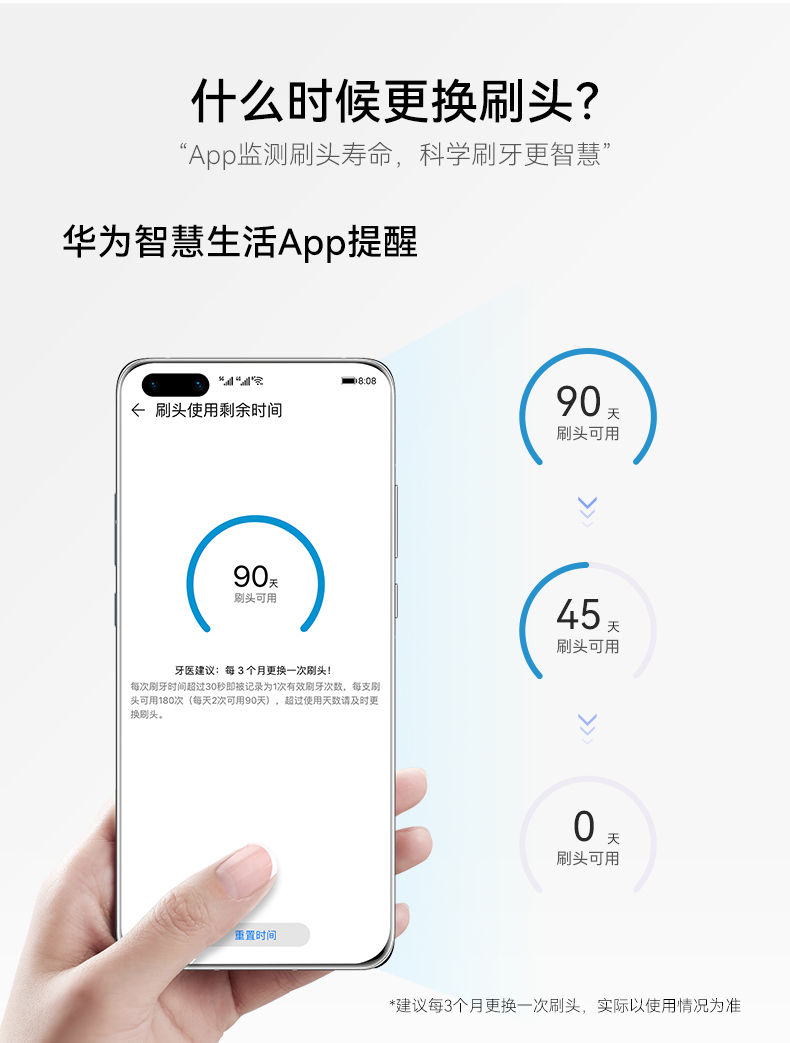 什么时候更换刷头？
“App监测刷头寿命，科学刷牙更智慧”
华为智慧生活App提醒
8:08
刷头使用剩余时间
90天
刷头可用
牙医建议：每 3 个月更换一次刷头！
每次刷牙时间超过30秒即被记录为1次有效刷牙次数，每支刷
头可用180次（每天2次可用90天），超过使用天数请及时更
换刷头。
重置时间
90 天
刷头可用
45 天
刷头可用
0 天
刷头可用
*建议每3个月更换一次刷头，实际以使用情况为准